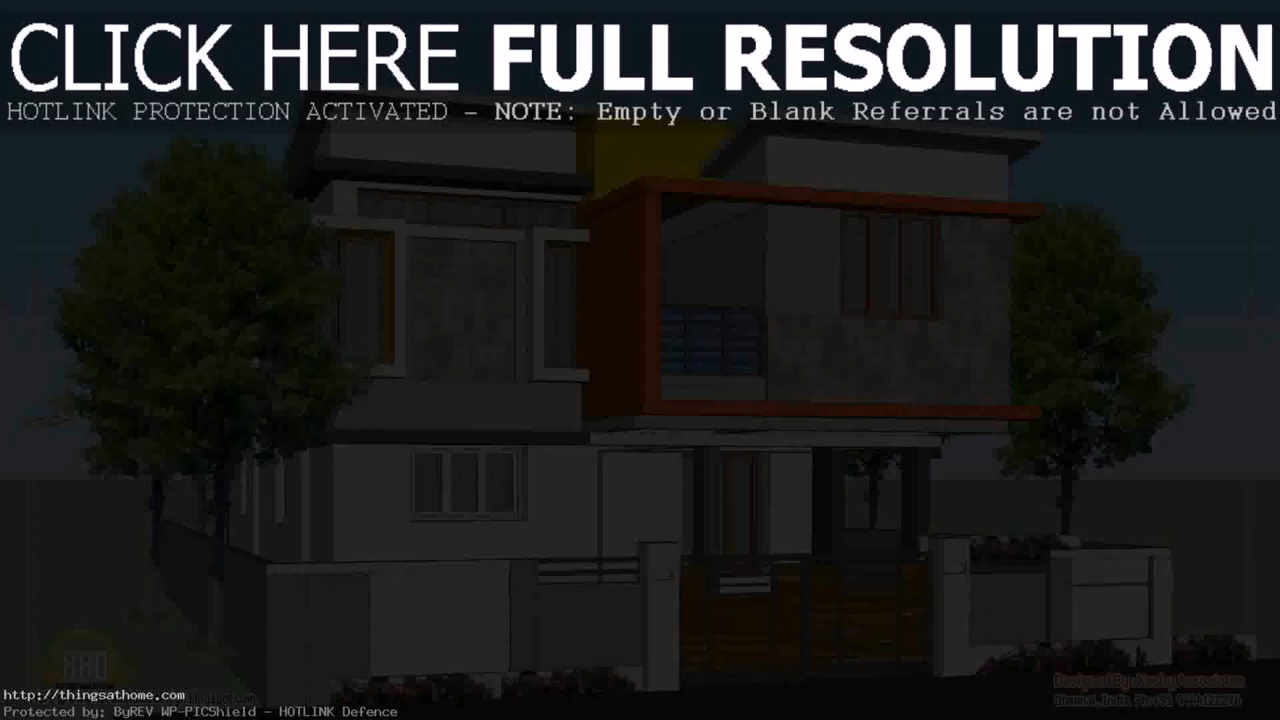 CLICK HERE FULL RESOLUTION
HOTLINK PROTECTION ACTIVATED – NOTE: Empty or Blank Referrals are not Allowed
http://thingsathome.com
Protected by: ByREV WP-PICShield – HOTLINK Defence